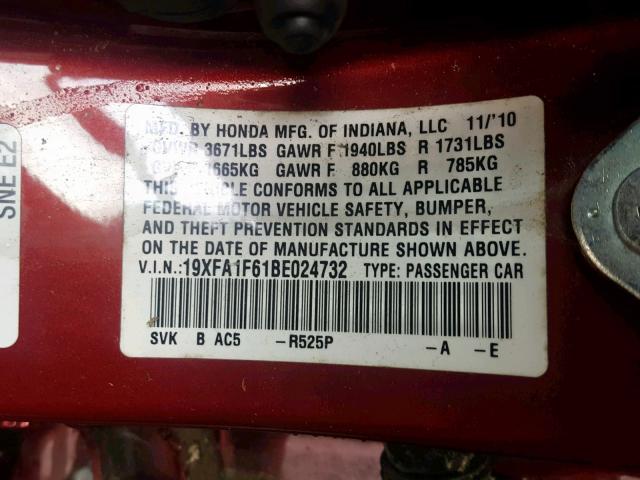 MFD. BY HONDA MFG. OF INDIANA, LLC 11/'10
GVWR 3671LBS GAWR F 1940LBS R 1731LBS
1665KG GAWR F 880KG R 785KG
THIS VEHICLE CONFORMS TO ALL APPLICABLE
FEDERAL MOTOR VEHICLE SAFETY, BUMPER,
AND THEFT PREVENTION STANDARDS IN EFFECT
ON THE DATE OF MANUFACTURE SHOWN ABOVE.
V.I.N.:19XFA1F61BE024732 TYPE: PASSENGER CAR
SVK B AC5 -R525P -A -E
SNE E2